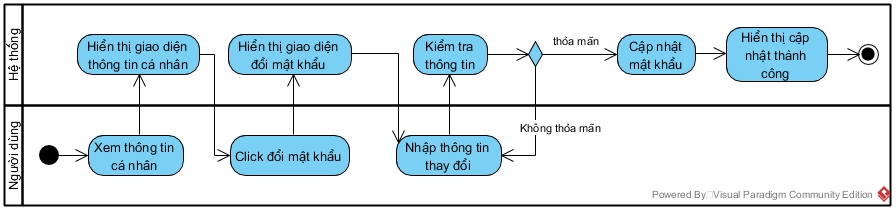 Hệ thống
Hiển thị giao diện
thông tin cá nhân
Hiển thị giao diện
đổi mật khẩu
Kiểm tra
thông tin
thỏa mãn
Cập nhật
mật khẩu
Hiển thị cập
nhật thành
công
Người dùng
Xem thông tin
cá nhân
Click đổi mật khẩu
Nhập thông tin
thay đổi
Không thỏa mãn
Powered By Visual Paradigm Community Edition